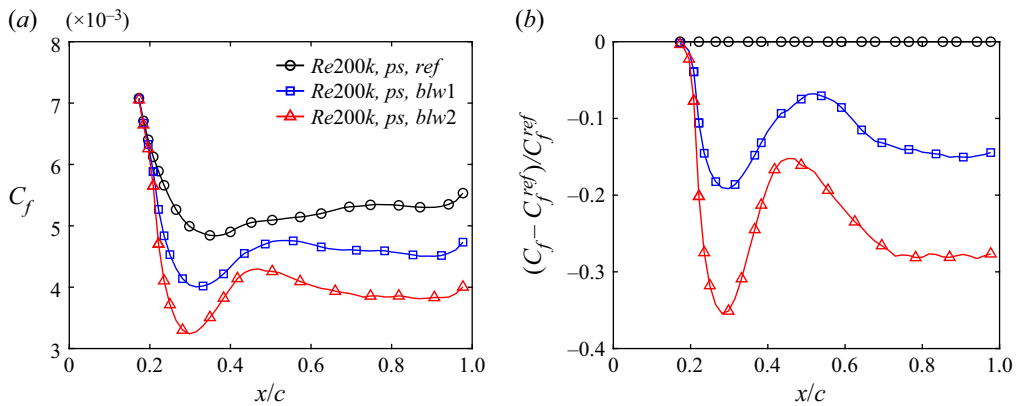 (a) (×10⁻³)
8
7
6
5
4
3
C_f
0 0.2 0.4 0.6 0.8 1.0
x/c
Re200k, ps, ref
Re200k, ps, blw1
Re200k, ps, blw2
(b)
0
−0.1
−0.2
−0.3
−0.4
(C_f − C_f^ref)/C_f^ref
0 0.2 0.4 0.6 0.8 1.0
x/c